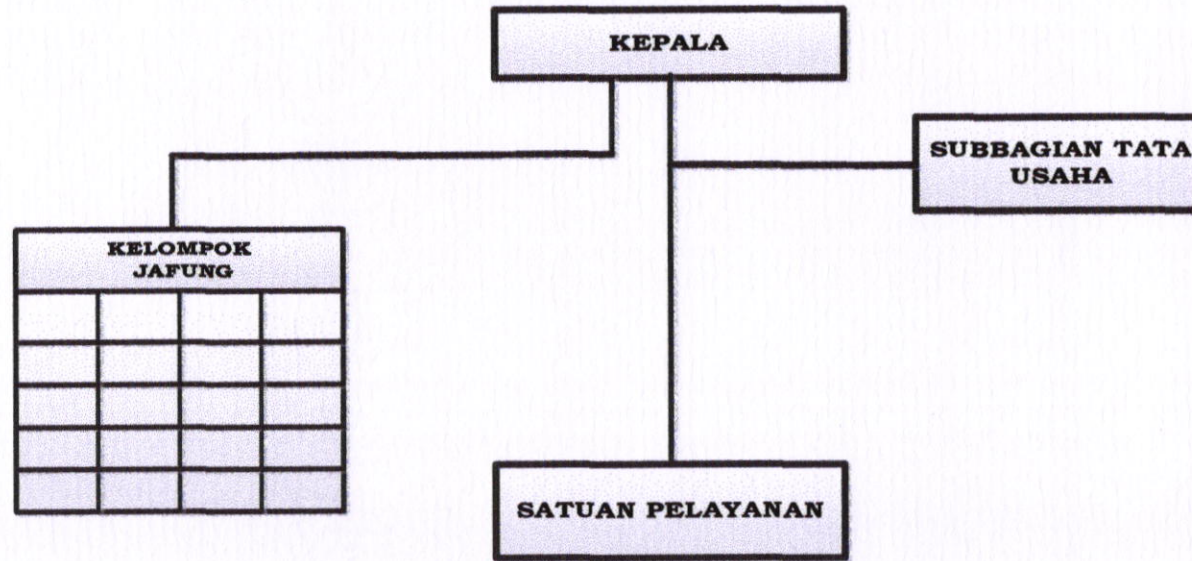 KEPALA
SUBBAGIAN TATA
USAHA
KELOMPOK
JAFUNG
SATUAN PELAYANAN